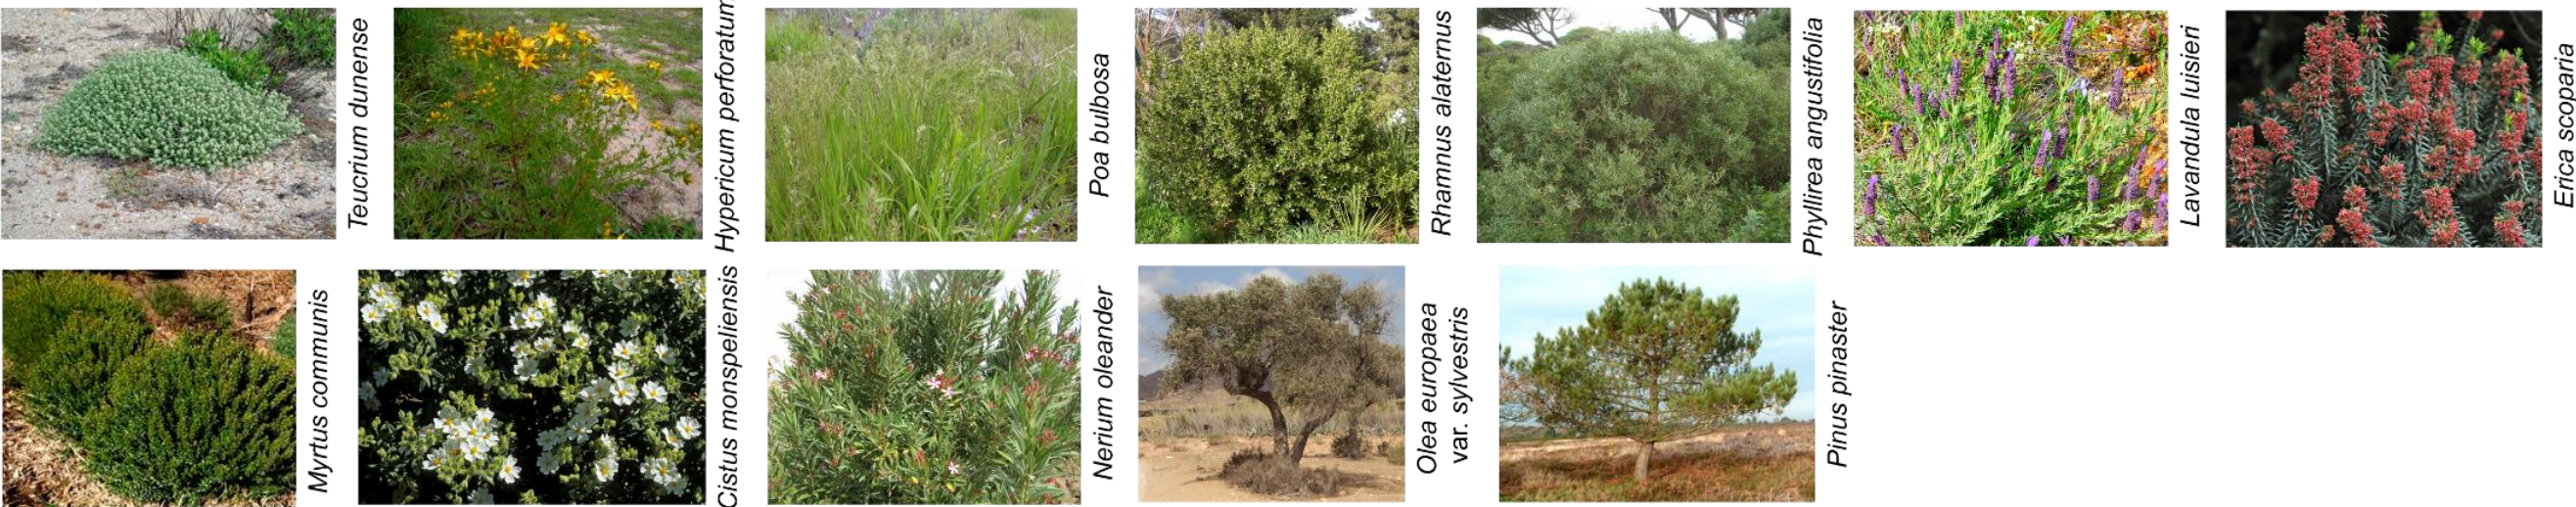 Teucrium dunense
Hypericum perforatum
Poa bulbosa
Rhamnus alaternus
Phyllirea angustifolia
Lavandula luisieri
Erica scoparia
Myrtus communis
Cistus monspeliensis
Nerium oleander
Olea europaea
var. sylvestris
Pinus pinaster